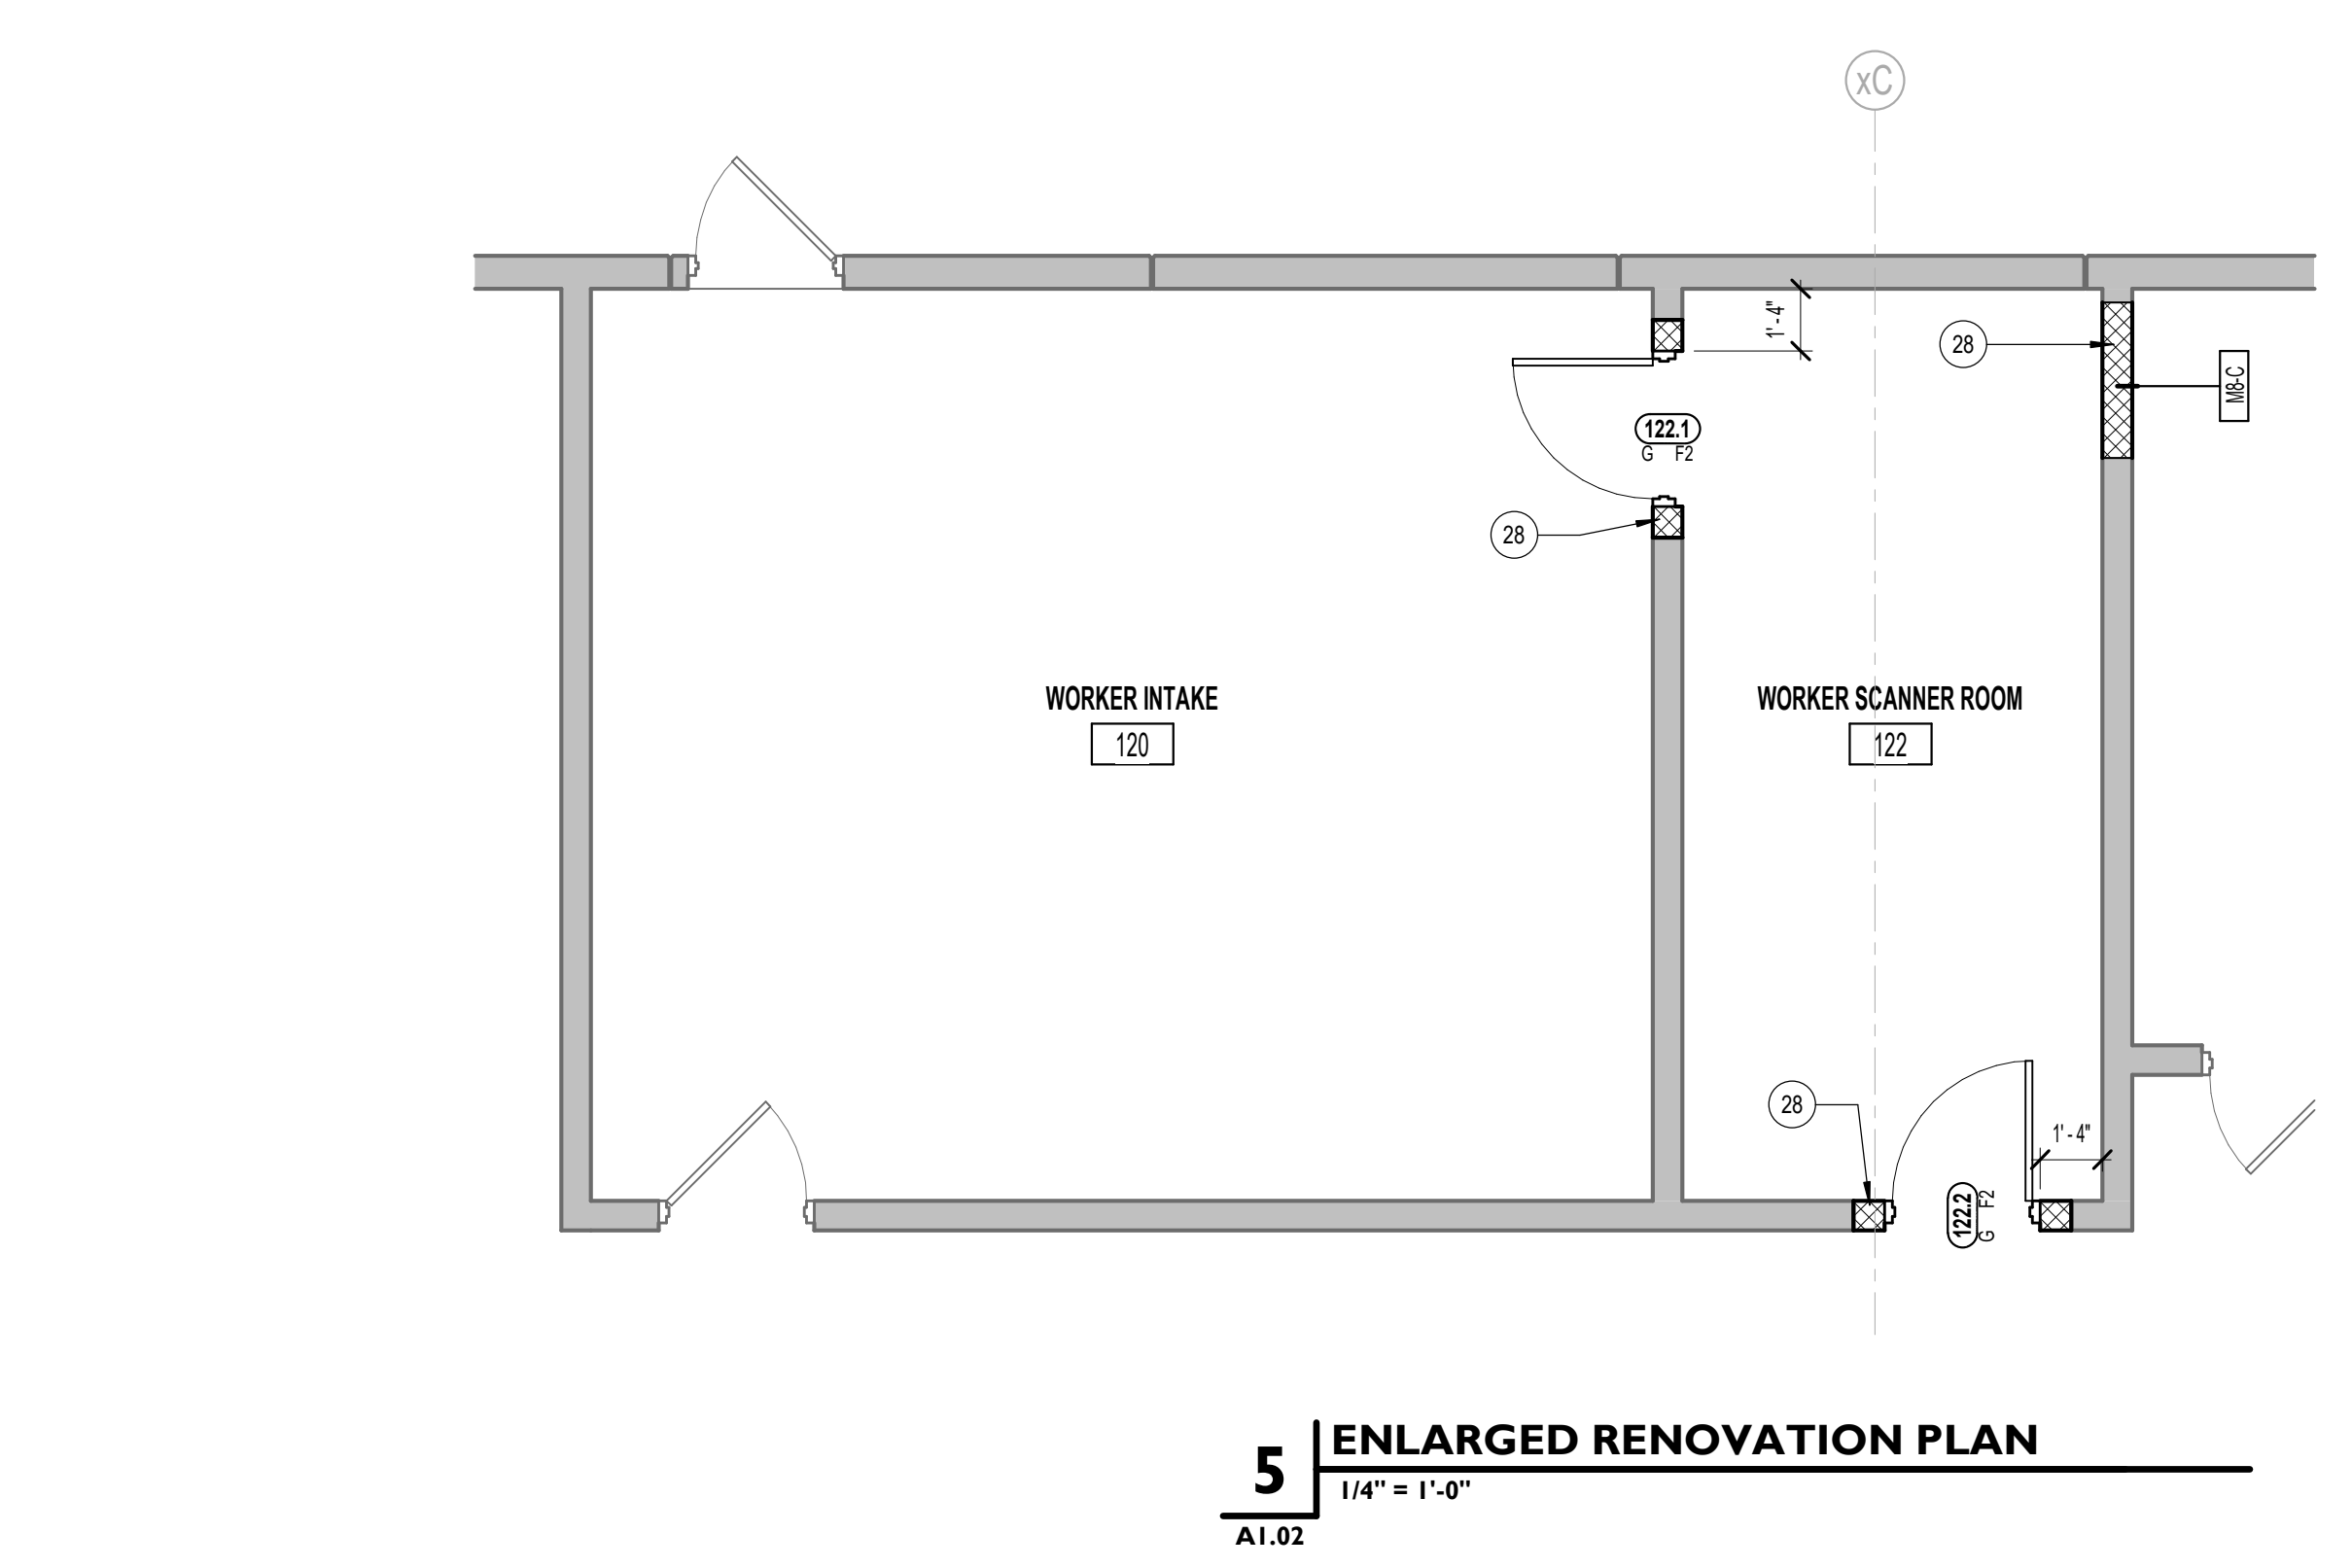 xC
1' - 4"
28
M8-C
122.1
G F2
28
WORKER INTAKE
120
WORKER SCANNER ROOM
122
28
1' - 4"
122.2
G F2
5
ENLARGED RENOVATION PLAN
1/4" = 1'-0"
A1.02